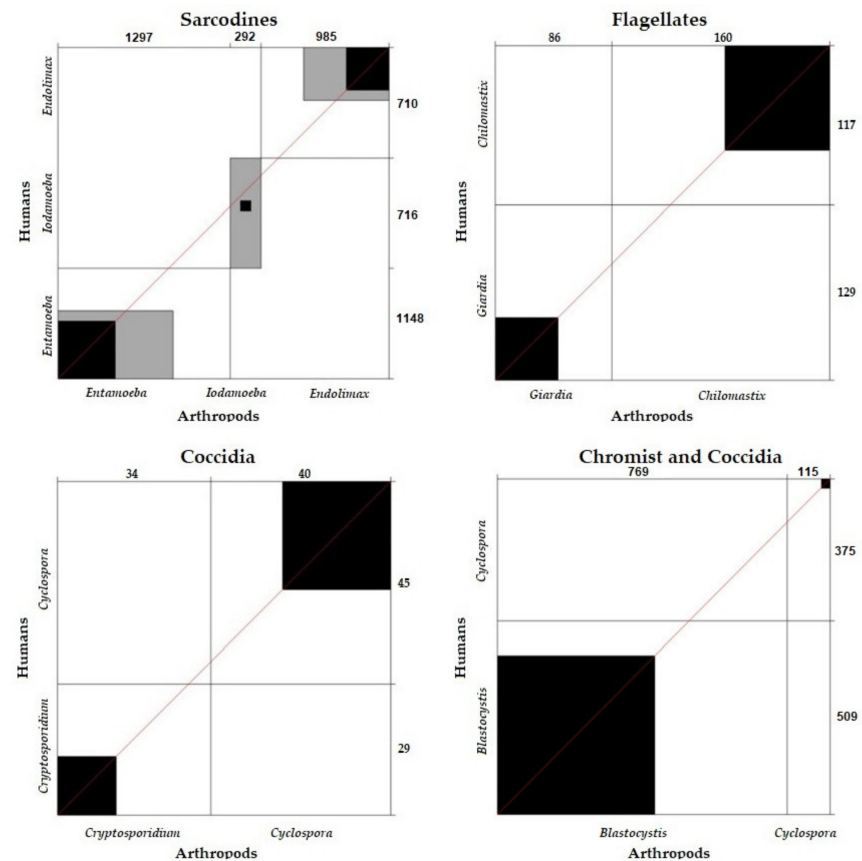 Sarcodines
1297 292 985
Endolimax
Iodamoeba
Entamoeba
Humans
710
716
1148
Entamoeba Iodamoeba Endolimax
Arthropods
Flagellates
86 160
Chilomastix
Giardia
Humans
117
129
Giardia Chilomastix
Arthropods
Coccidia
34 40
Cyclospora
Cryptosporidium
Humans
45
29
Cryptosporidium Cyclospora
Arthropods
Chromist and Coccidia
769 115
Cyclospora
Blastocystis
Humans
375
509
Blastocystis Cyclospora
Arthropods